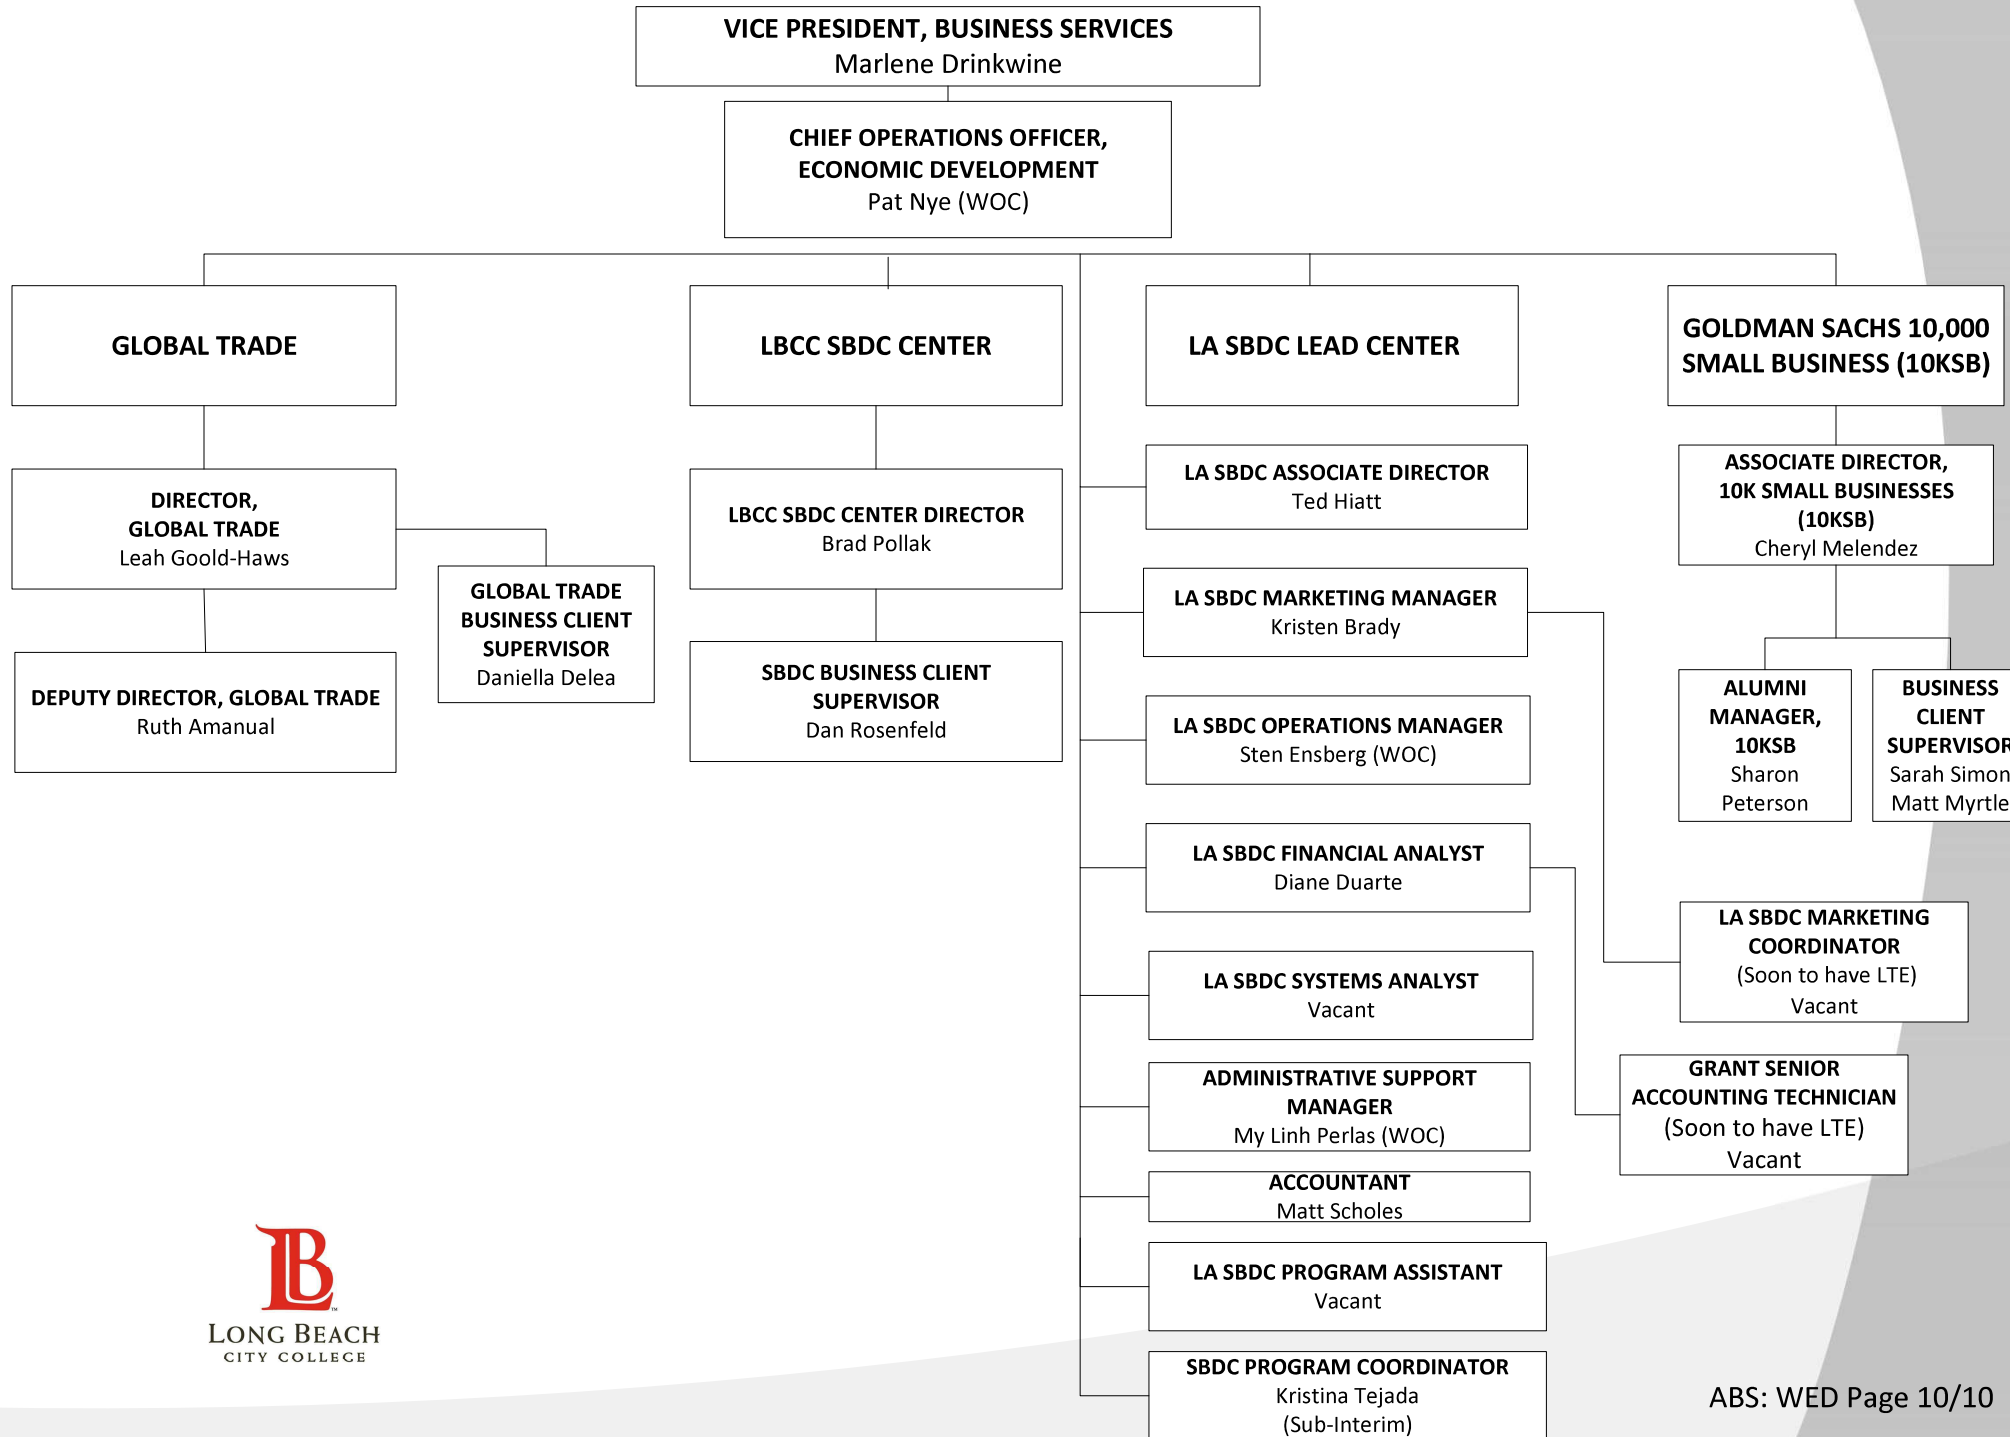 VICE PRESIDENT, BUSINESS SERVICES
Marlene Drinkwine
CHIEF OPERATIONS OFFICER,
ECONOMIC DEVELOPMENT
Pat Nye (WOC)
GLOBAL TRADE
LBCC SBDC CENTER
LA SBDC LEAD CENTER
GOLDMAN SACHS 10,000
SMALL BUSINESS (10KSB)
DIRECTOR,
GLOBAL TRADE
Leah Goold-Haws
GLOBAL TRADE
BUSINESS CLIENT
SUPERVISOR
Daniella Delea
DEPUTY DIRECTOR, GLOBAL TRADE
Ruth Amanual
LBCC SBDC CENTER DIRECTOR
Brad Pollak
SBDC BUSINESS CLIENT
SUPERVISOR
Dan Rosenfeld
LA SBDC ASSOCIATE DIRECTOR
Ted Hiatt
LA SBDC MARKETING MANAGER
Kristen Brady
LA SBDC OPERATIONS MANAGER
Sten Ensberg (WOC)
LA SBDC FINANCIAL ANALYST
Diane Duarte
LA SBDC SYSTEMS ANALYST
Vacant
ADMINISTRATIVE SUPPORT
MANAGER
My Linh Perlas (WOC)
ACCOUNTANT
Matt Scholes
LA SBDC PROGRAM ASSISTANT
Vacant
SBDC PROGRAM COORDINATOR
Kristina Tejada
(Sub-Interim)
ASSOCIATE DIRECTOR,
10K SMALL BUSINESSES
(10KSB)
Cheryl Melendez
ALUMNI
MANAGER,
10KSB
Sharon
Peterson
BUSINESS
CLIENT
SUPERVISOR
Sarah Simon
Matt Myrtle
LA SBDC MARKETING
COORDINATOR
(Soon to have LTE)
Vacant
GRANT SENIOR
ACCOUNTING TECHNICIAN
(Soon to have LTE)
Vacant
LB
LONG BEACH
CITY COLLEGE
ABS: WED Page 10/10